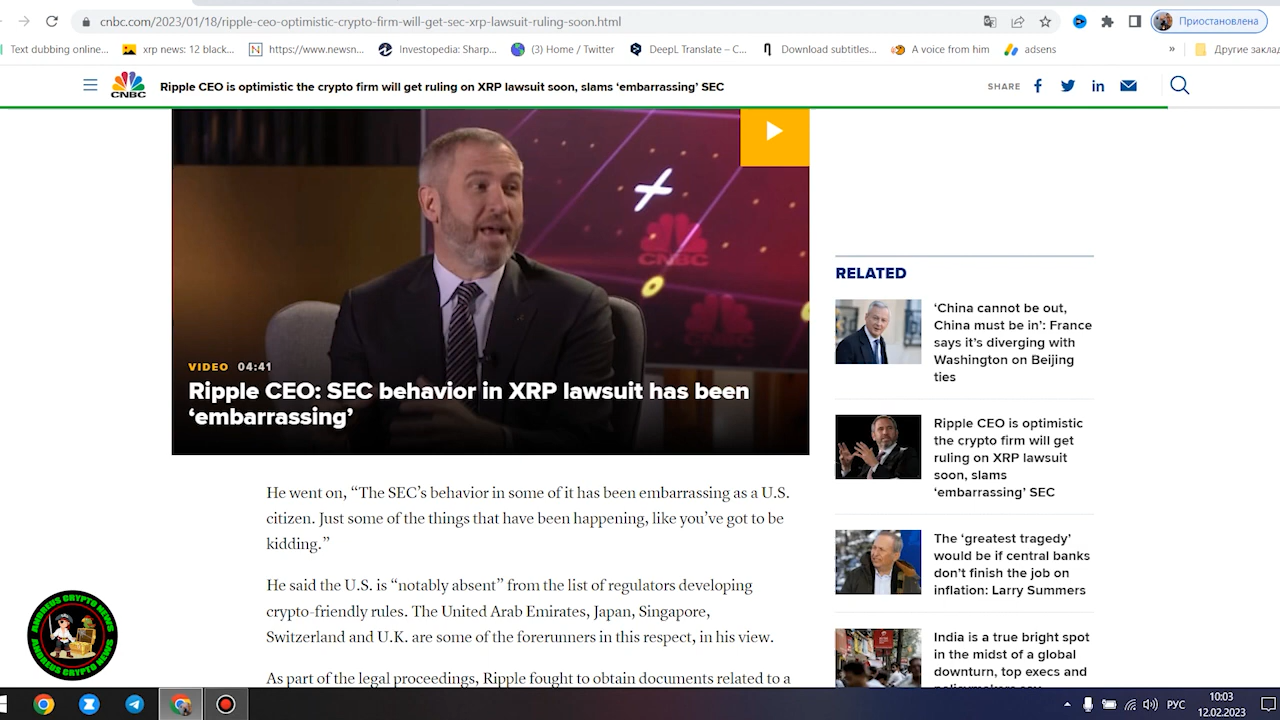 cnbc.com/2023/01/18/ripple-ceo-optimistic-crypto-firm-will-get-sec-xrp-lawsuit-ruling-soon.html
Приостановлена
Text dubbing online...
xrp news: 12 black...
https://www.newsn...
Investopedia: Sharp...
(3) Home / Twitter
DeepL Translate – C...
Download subtitles...
A voice from him
adsens
»
Другие закла
CNBC
Ripple CEO is optimistic the crypto firm will get ruling on XRP lawsuit soon, slams ‘embarrassing’ SEC
SHARE
CNBC
VIDEO 04:41
Ripple CEO: SEC behavior in XRP lawsuit has been
‘embarrassing’
He went on, “The SEC’s behavior in some of it has been embarrassing as a U.S.
citizen. Just some of the things that have been happening, like you’ve got to be
kidding.”
He said the U.S. is “notably absent” from the list of regulators developing
crypto-friendly rules. The United Arab Emirates, Japan, Singapore,
Switzerland and U.K. are some of the forerunners in this respect, in his view.
As part of the legal proceedings, Ripple fought to obtain documents related to a
RELATED
‘China cannot be out,
China must be in’: France
says it’s diverging with
Washington on Beijing
ties
Ripple CEO is optimistic
the crypto firm will get
ruling on XRP lawsuit
soon, slams
‘embarrassing’ SEC
The ‘greatest tragedy’
would be if central banks
don’t finish the job on
inflation: Larry Summers
India is a true bright spot
in the midst of a global
downturn, top execs and
policymakers say
ANDREUS CRYPTO NEWS
ANDREUS CRYPTO NEWS
РУС
10:03
12.02.2023